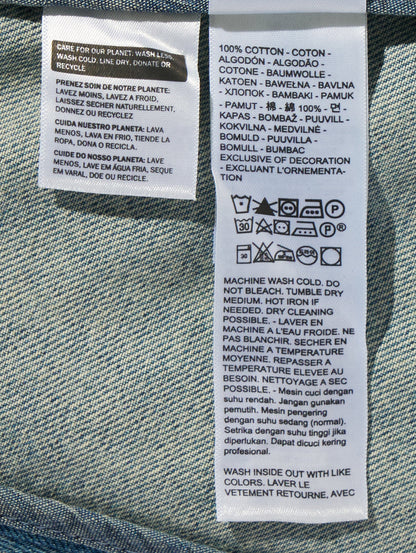 CARE FOR OUR PLANET: WASH LESS,
WASH COLD, LINE DRY, DONATE OR
RECYCLE
PRENEZ SOIN DE NOTRE PLANETE:
LAVEZ MOINS, LAVEZ A FROID,
LAISSEZ SECHER NATURELLEMENT,
DONNEZ OU RECYCLEZ
CUIDA NUESTRO PLANETA: LAVA
MENOS, LAVA EN FRIO, TIENDE LA
ROPA, DONA O RECICLA.
CUIDE DO NOSSO PLANETA: LAVE
MENOS, LAVE EM ÁGUA FRIA, SEQUE
EM VARAL, DOE OU RECICLE.
100% COTTON - COTON -
ALGODÓN - ALGODÃO -
COTONE - BAUMWOLLE -
KATOEN - BAWEŁNA - BAVLNA
- ХЛОПОК - BAMBAKI - PAMUK
- PAMUT - 棉 - 綿 100% - 면 -
KAPAS - BOMBAŽ - PUUVILL -
KOKVILNA - MEDVILNĖ -
BOMULD - PUUVILLA -
BOMULL - BUMBAC
EXCLUSIVE OF DECORATION
- EXCLUANT L'ORNEMENTA-
TION
P
30 P
30
MACHINE WASH COLD. DO
NOT BLEACH. TUMBLE DRY
MEDIUM. HOT IRON IF
NEEDED. DRY CLEANING
POSSIBLE. - LAVER EN
MACHINE A L'EAU FROIDE. NE
PAS BLANCHIR. SECHER EN
MACHINE A TEMPERATURE
MOYENNE. REPASSER A
TEMPERATURE ELEVEE AU
BESOIN. NETTOYAGE A SEC
POSSIBLE. - Mesin cuci dengan
suhu rendah. Jangan gunakan
pemutih. Mesin pengering
dengan suhu sedang (normal).
Setrika dengan suhu tinggi jika
diperlukan. Dapat dicuci kering
profesional.
WASH INSIDE OUT WITH LIKE
COLORS. LAVER LE
VETEMENT RETOURNE, AVEC